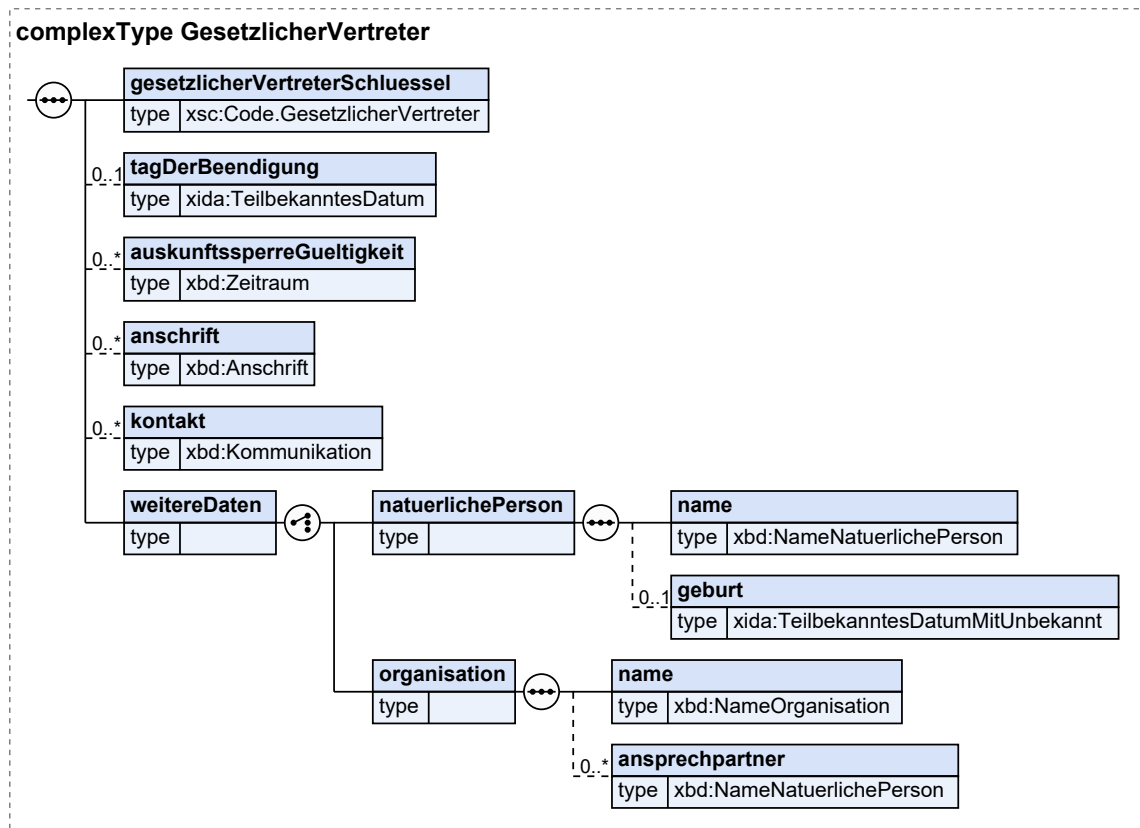 complexType GesetzlicherVertreter
gesetzlicherVertreterSchluessel
type xsc:Code.GesetzlicherVertreter
0..1 tagDerBeendigung
type xida:TeilbekanntesDatum
0..* auskunftssperreGueltigkeit
type xbd:Zeitraum
0..* anschrift
type xbd:Anschrift
0..* kontakt
type xbd:Kommunikation
weitereDaten natuerlichePerson name
type type type xbd:NameNatuerlichePerson
0..1 geburt
type xida:TeilbekanntesDatumMitUnbekannt
organisation name
type type xbd:NameOrganisation
0..* ansprechpartner
type xbd:NameNatuerlichePerson